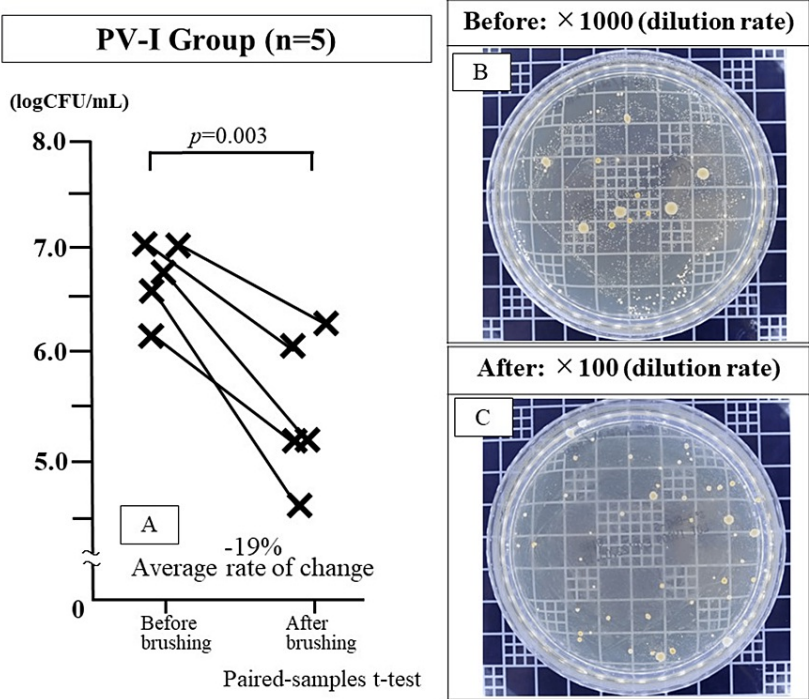 PV-I Group (n=5)
(logCFU/mL)
p=0.003
8.0
7.0
6.0
5.0
0
A
-19%
Average rate of change
Before
brushing
After
brushing
Paired-samples t-test
Before: ×1000 (dilution rate)
B
After: ×100 (dilution rate)
C